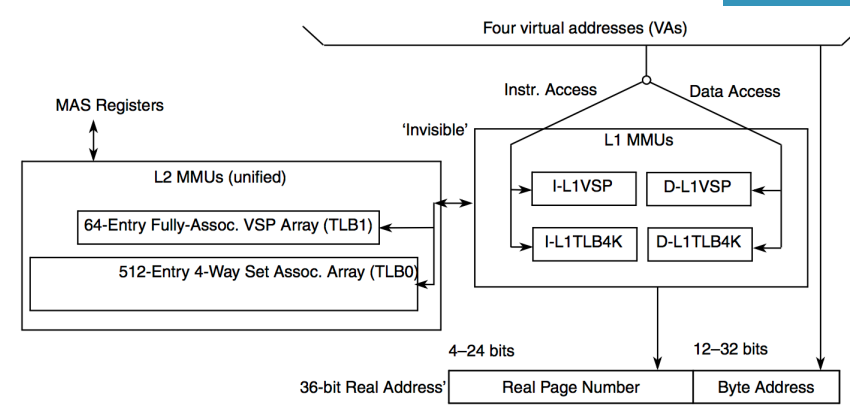 Four virtual addresses (VAs)
Instr. Access
Data Access
MAS Registers
‘Invisible’
L1 MMUs
L2 MMUs (unified)
I-L1VSP
D-L1VSP
64-Entry Fully-Assoc. VSP Array (TLB1)
I-L1TLB4K
D-L1TLB4K
512-Entry 4-Way Set Assoc. Array (TLB0)
4–24 bits
12–32 bits
36-bit Real Address’
Real Page Number
Byte Address